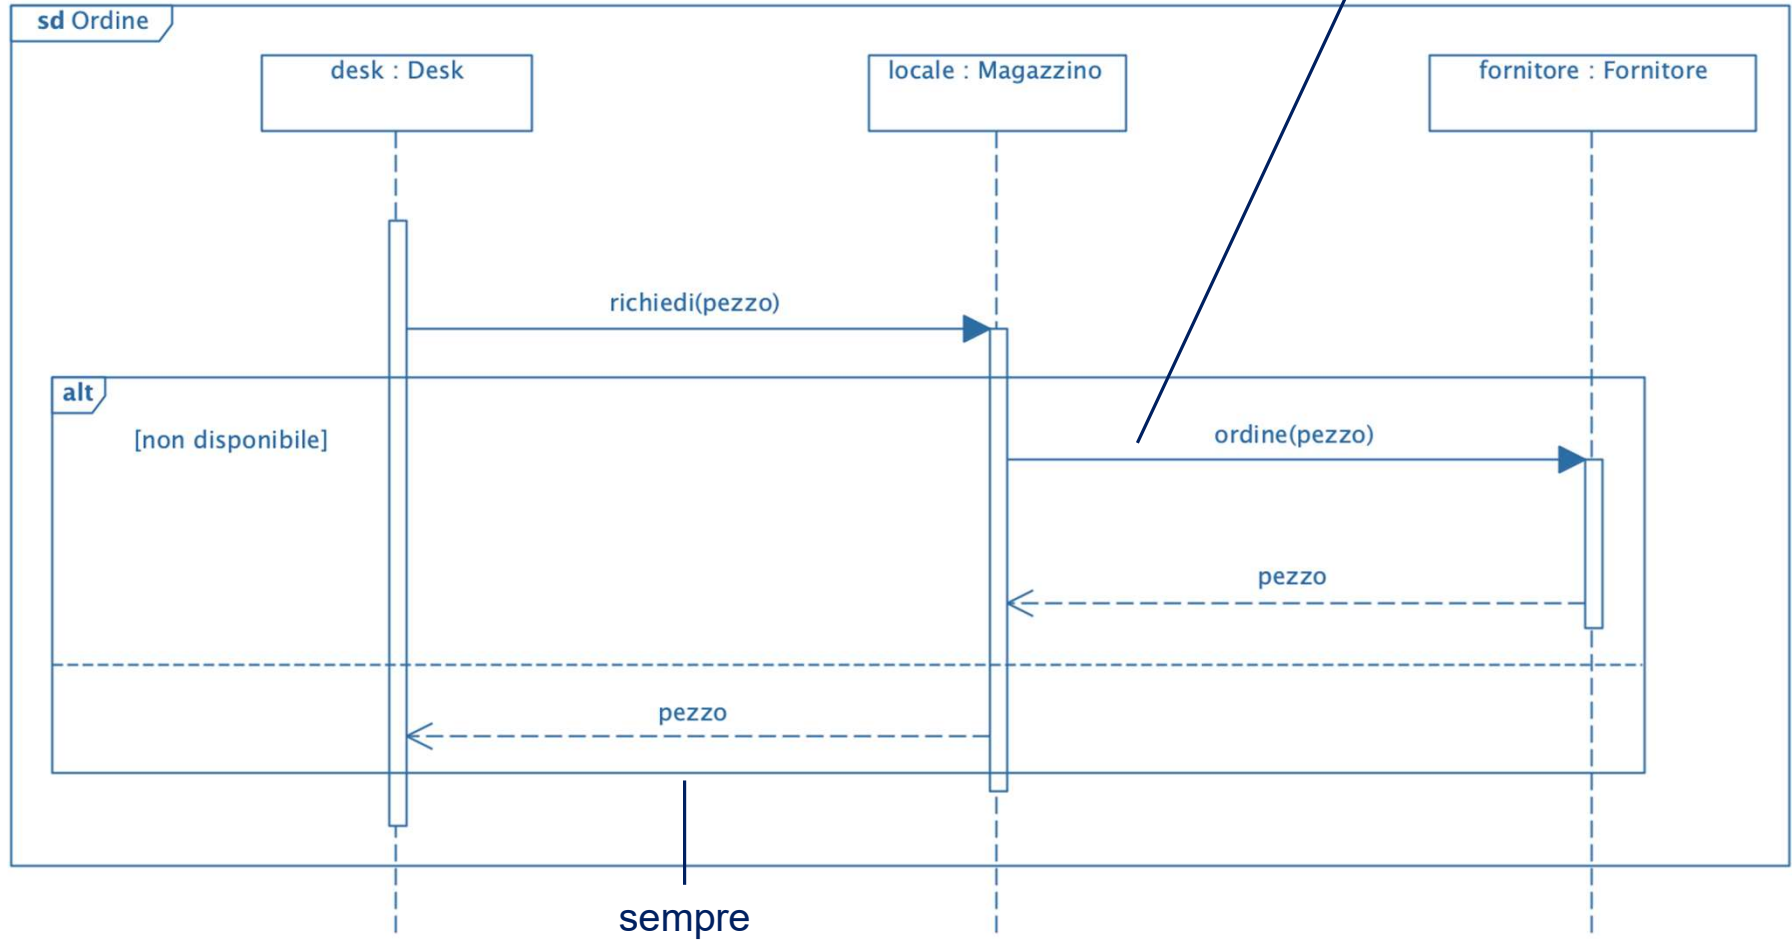 sd Ordine
desk : Desk
locale : Magazzino
fornitore : Fornitore
richiedi(pezzo)
alt
[non disponibile]
ordine(pezzo)
pezzo
pezzo
sempre